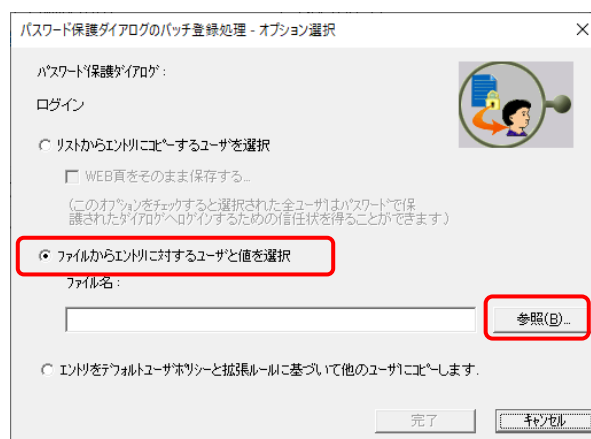 パスワード保護ダイアログのバッチ登録処理 - オプション選択
ﾊﾟｽﾜｰﾄﾞ保護ﾀﾞｲｱﾛｸﾞ:
ログイン
ﾘｽﾄからｴﾝﾄﾘにｺﾋﾟｰするﾕｰｻﾞを選択
WEB頁をそのまま保存する...
(このｵﾌﾟｼｮﾝをﾁｪｯｸすると選択された全ﾕｰｻﾞはﾊﾟｽﾜｰﾄﾞで保
護されたﾀﾞｲｱﾛｸﾞへﾛｸﾞｲﾝするための信任状を得ることができます)
ﾌｧｲﾙからｴﾝﾄﾘに対するﾕｰｻﾞと値を選択
ﾌｧｲﾙ名:
参照(B)...
ｴﾝﾄﾘをﾃﾞﾌｫﾙﾄﾕｰｻﾞﾎﾟﾘｼｰと拡張ﾙｰﾙに基づいて他のﾕｰｻﾞにｺﾋﾟｰします.
完了
ｷｬﾝｾﾙ